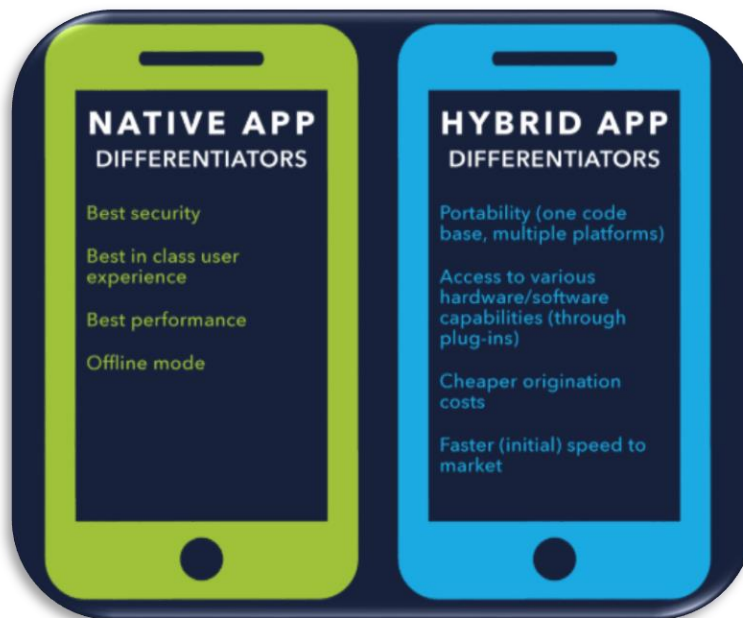 NATIVE APP
DIFFERENTIATORS
Best security
Best in class user
experience
Best performance
Offline mode
HYBRID APP
DIFFERENTIATORS
Portability (one code
base, multiple platforms)
Access to various
hardware/software
capabilities (through
plug-ins)
Cheaper origination
costs
Faster (initial) speed to
market